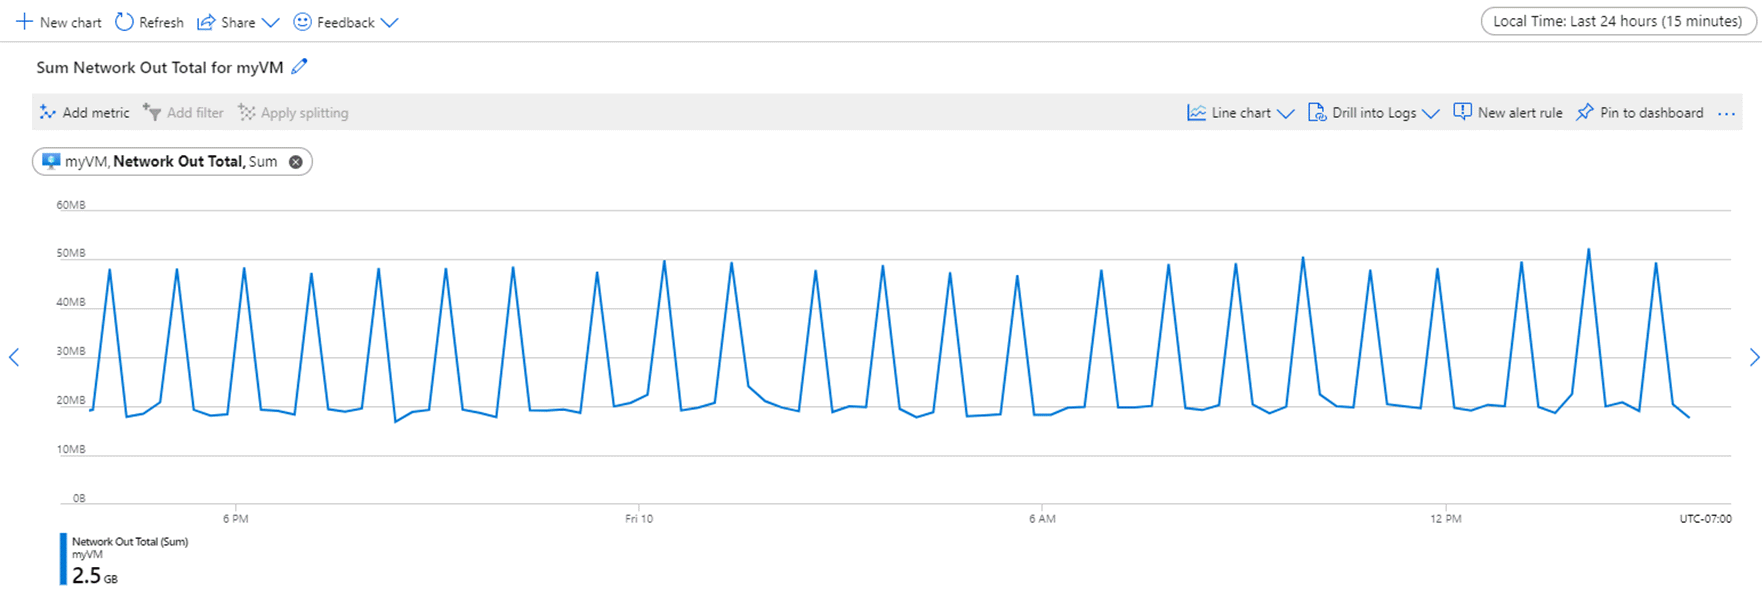 New chart Refresh Share Feedback Local Time: Last 24 hours (15 minutes)
Sum Network Out Total for myVM
Add metric Add filter Apply splitting Line chart Drill into Logs New alert rule Pin to dashboard ...
myVM, Network Out Total, Sum
60MB
50MB
40MB
30MB
20MB
10MB
0B
6 PM Fri 10 6 AM 12 PM UTC-07:00
Network Out Total (Sum)
myVM
2.5 GB